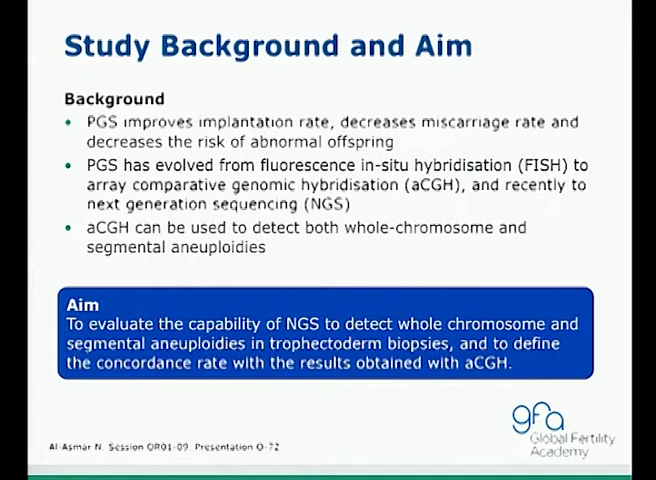 Study Background and Aim
Background
• PGS improves implantation rate, decreases miscarriage rate and
decreases the risk of abnormal offspring
• PGS has evolved from fluorescence in-situ hybridisation (FISH) to
array comparative genomic hybridisation (aCGH), and recently to
next generation sequencing (NGS)
• aCGH can be used to detect both whole-chromosome and
segmental aneuploidies
Aim
To evaluate the capability of NGS to detect whole chromosome and
segmental aneuploidies in trophectoderm biopsies, and to define
the concordance rate with the results obtained with aCGH.
Al-Asmar N. Session OR01-09. Presentation O-72
gfa
Global Fertility
Academy